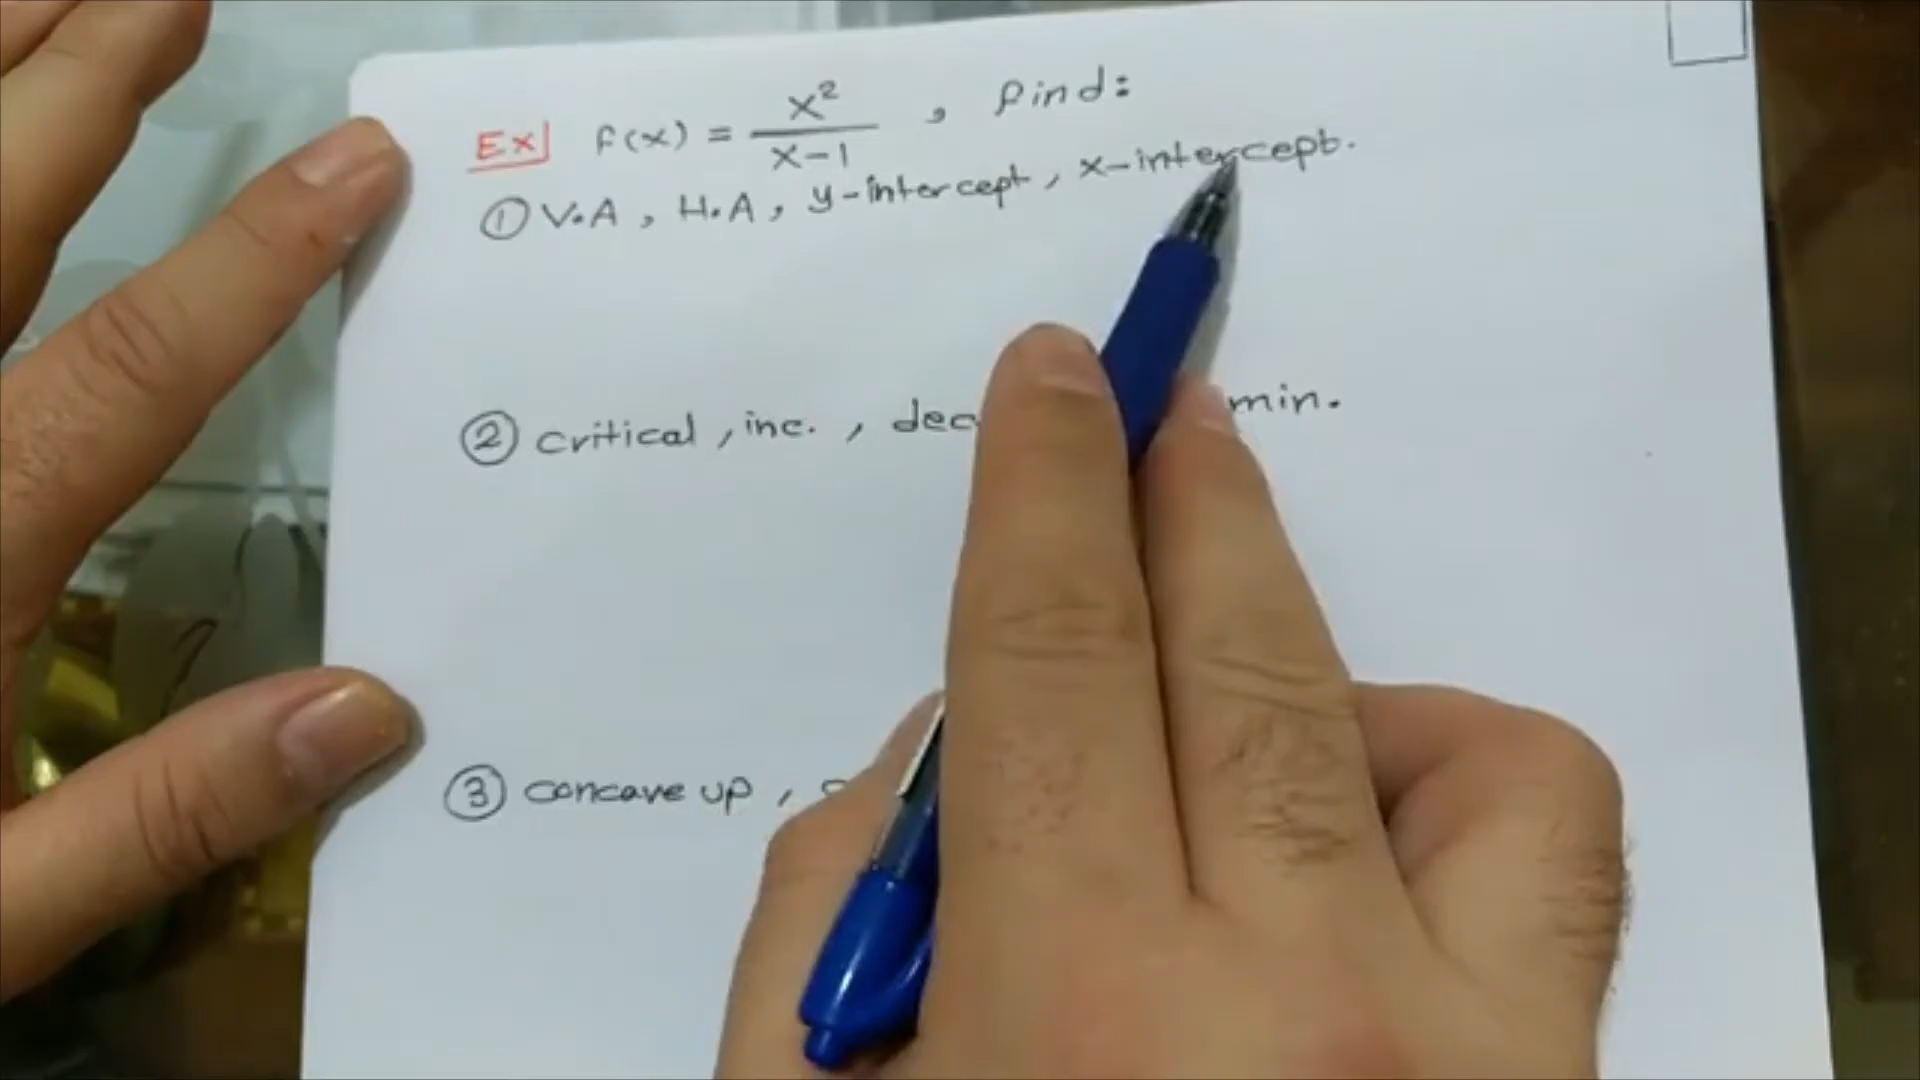 Ex| f(x) = x²/(x-1) , find:
① V.A , H.A , y-intercept , x-intercept.
② critical , inc. , dec min.
③ concave up ,